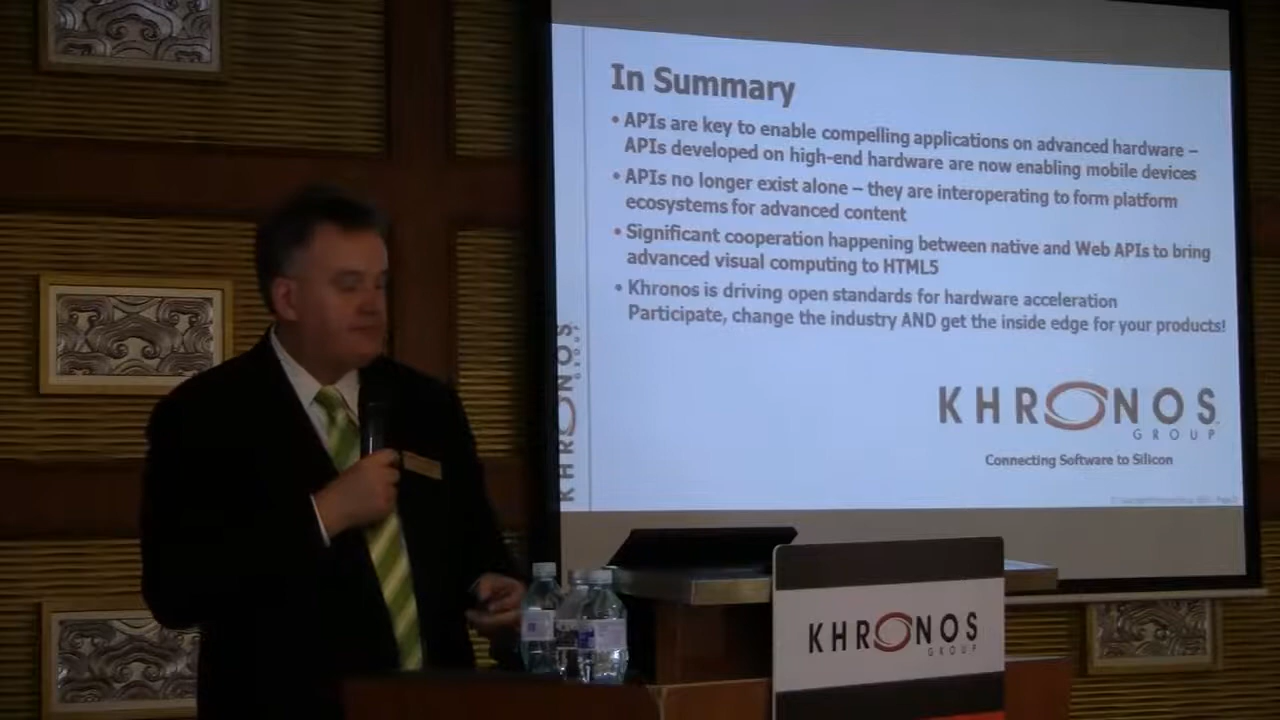 In Summary
• APIs are key to enable compelling applications on advanced hardware –
APIs developed on high-end hardware are now enabling mobile devices
• APIs no longer exist alone – they are interoperating to form platform
ecosystems for advanced content
• Significant cooperation happening between native and Web APIs to bring
advanced visual computing to HTML5
• Khronos is driving open standards for hardware acceleration
Participate, change the industry AND get the inside edge for your products!
KHRONOS
GROUP
Connecting Software to Silicon
KHRONOS
GROUP
KHRONOS
GROUP